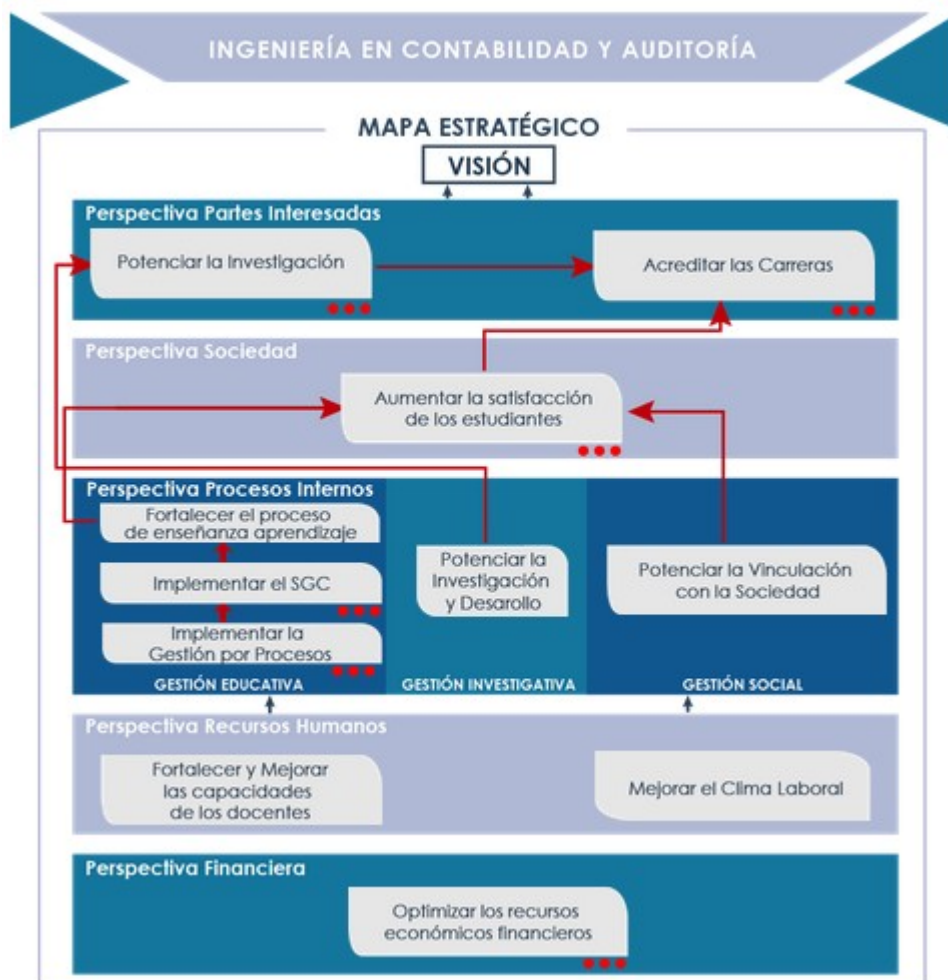 INGENIERÍA EN CONTABILIDAD Y AUDITORÍA
MAPA ESTRATÉGICO
VISIÓN
Perspectiva Partes Interesadas
Potenciar la Investigación
Acreditar las Carreras
Perspectiva Sociedad
Aumentar la satisfacción
de los estudiantes
Perspectiva Procesos Internos
Fortalecer el proceso
de enseñanza aprendizaje
Implementar el SGC
Implementar la
Gestión por Procesos
GESTIÓN EDUCATIVA
Potenciar la
Investigación
y Desarollo
GESTIÓN INVESTIGATIVA
Potenciar la Vinculación
con la Sociedad
GESTIÓN SOCIAL
Perspectiva Recursos Humanos
Fortalecer y Mejorar
las capacidades
de los docentes
Mejorar el Clima Laboral
Perspectiva Financiera
Optimizar los recursos
económicos financieros